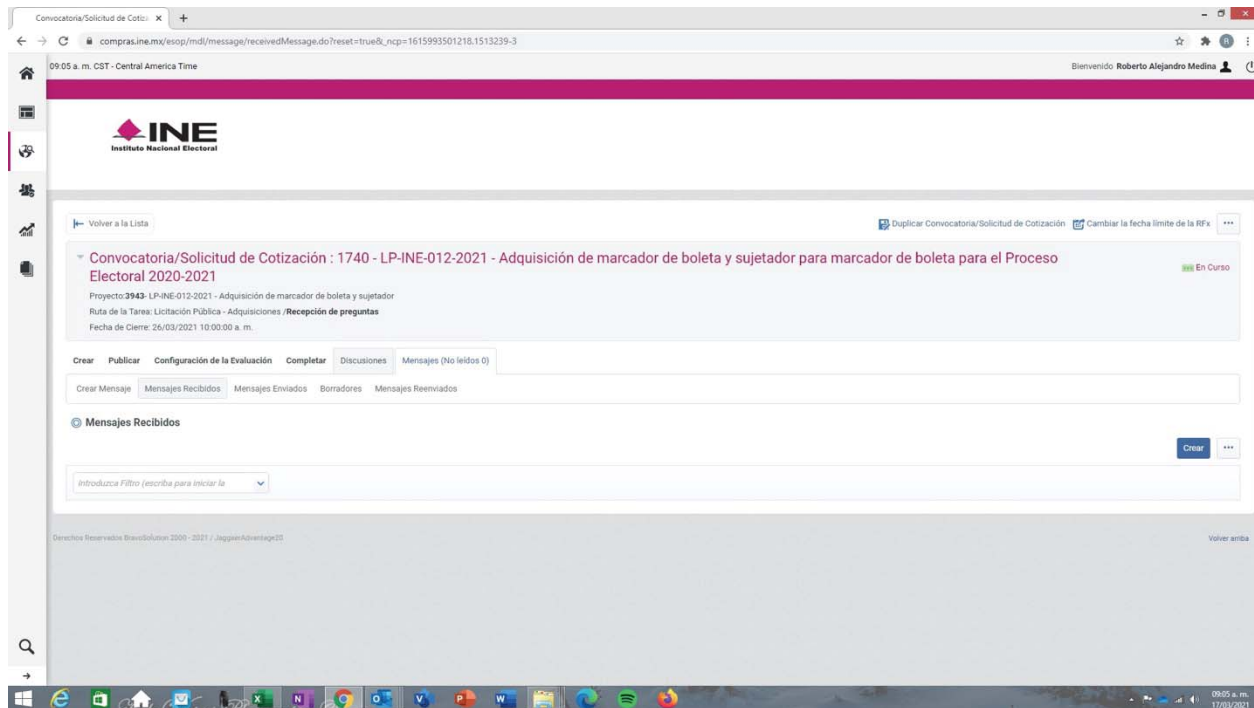 Convocatoria/Solicitud de Cotiz
compras.ine.mx/esop/mdl/message/receivedMessage.do?reset=true&_ncp=1615993501218.1513239-3
R
09:05 a. m. CST - Central America Time
Bienvenido Roberto Alejandro Medina
INE
Instituto Nacional Electoral
Volver a la Lista
Duplicar Convocatoria/Solicitud de Cotización
Cambiar la fecha límite de la RFx
Convocatoria/Solicitud de Cotización : 1740 - LP-INE-012-2021 - Adquisición de marcador de boleta y sujetador para marcador de boleta para el Proceso
Electoral 2020-2021
En Curso
Proyecto:3943- LP-INE-012-2021 - Adquisición de marcador de boleta y sujetador
Ruta de la Tarea: Licitación Pública - Adquisiciones /Recepción de preguntas
Fecha de Cierre: 26/03/2021 10:00:00 a. m.
Crear Publicar Configuración de la Evaluación Completar Discusiones Mensajes (No leídos 0)
Crear Mensaje Mensajes Recibidos Mensajes Enviados Borradores Mensajes Reenviados
Mensajes Recibidos
Crear
Introduzca Filtro (escriba para iniciar la
Derechos Reservados BravoSolution 2000 - 2021 / JaggaerAdvantage20
Volver arriba
09:05 a. m.
17/03/2021